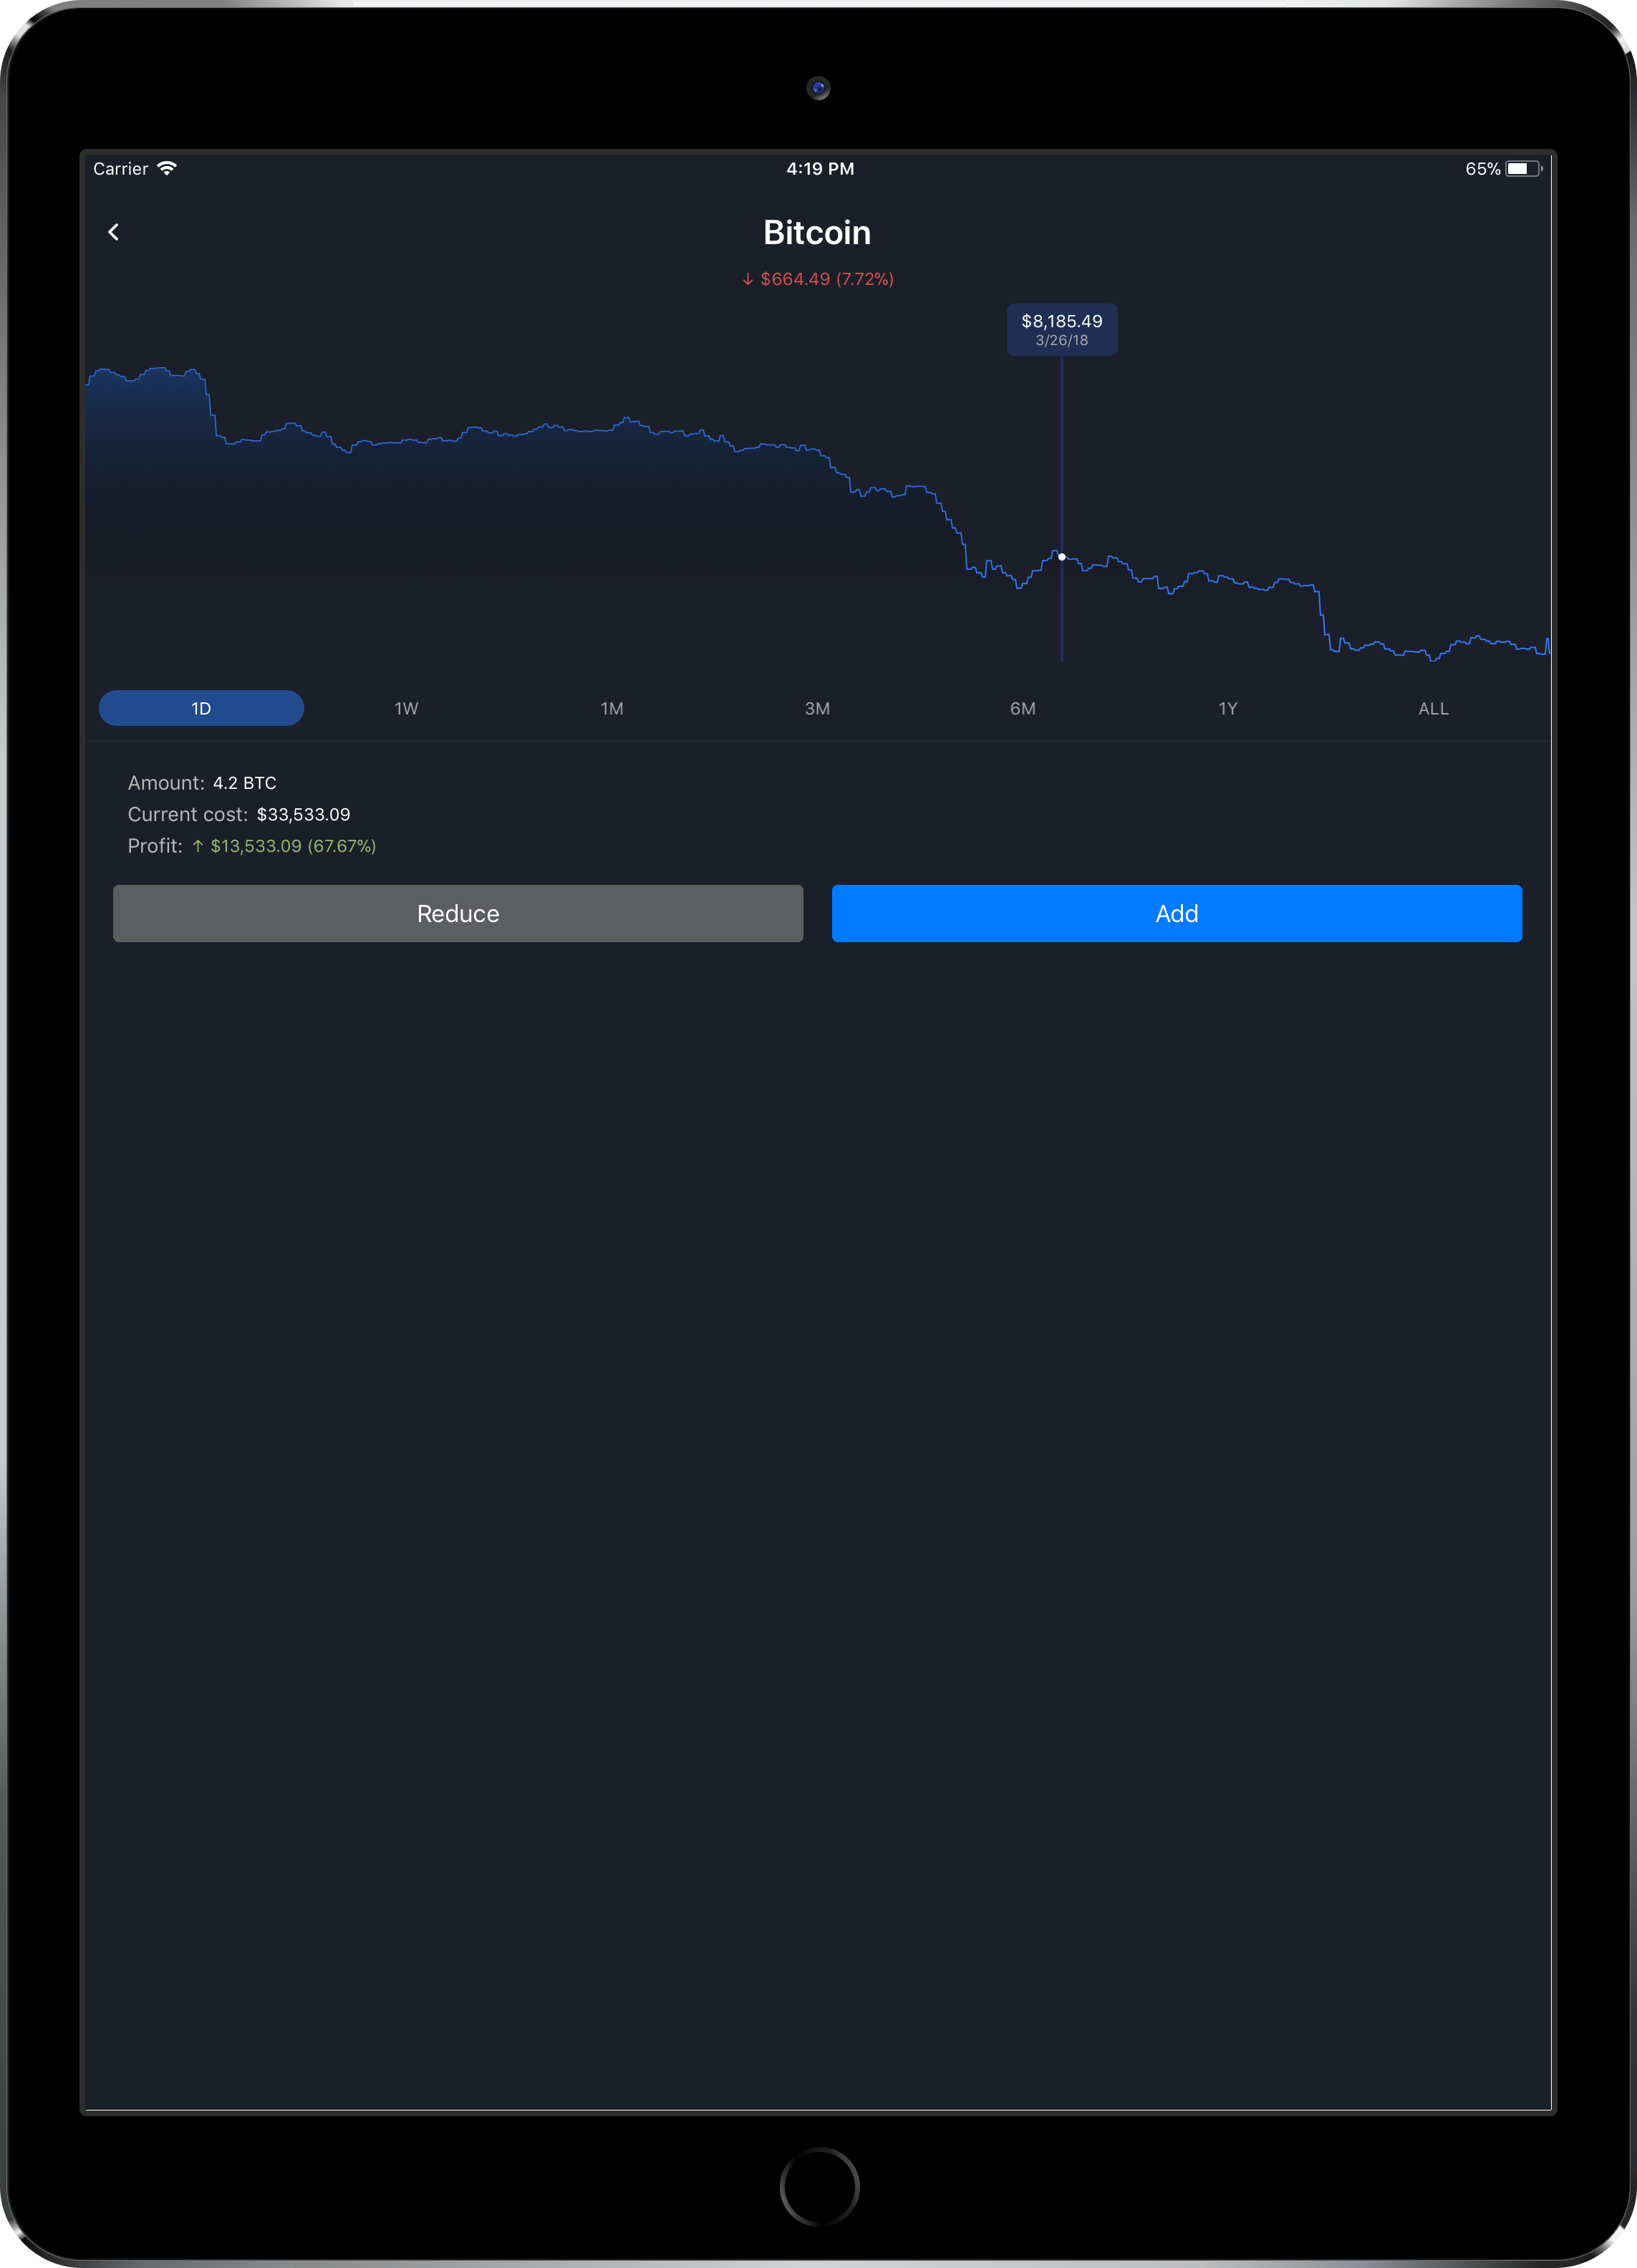 Carrier 4:19 PM 65%
Bitcoin
↓ $664.49 (7.72%)
$8,185.49
3/26/18
1D 1W 1M 3M 6M 1Y ALL
Amount: 4.2 BTC
Current cost: $33,533.09
Profit: ↑ $13,533.09 (67.67%)
Reduce Add